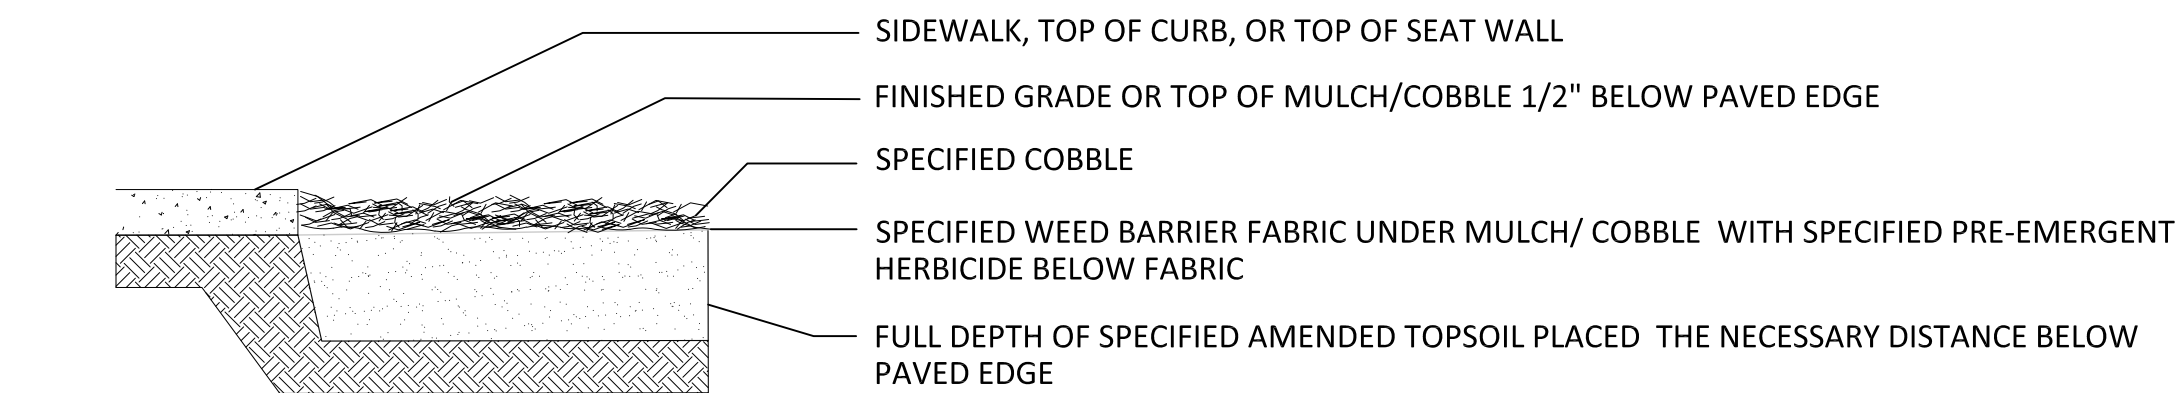 SIDEWALK, TOP OF CURB, OR TOP OF SEAT WALL
FINISHED GRADE OR TOP OF MULCH/COBBLE 1/2" BELOW PAVED EDGE
SPECIFIED COBBLE
SPECIFIED WEED BARRIER FABRIC UNDER MULCH/ COBBLE  WITH SPECIFIED PRE-EMERGENT
HERBICIDE BELOW FABRIC
FULL DEPTH OF SPECIFIED AMENDED TOPSOIL PLACED  THE NECESSARY DISTANCE BELOW
PAVED EDGE